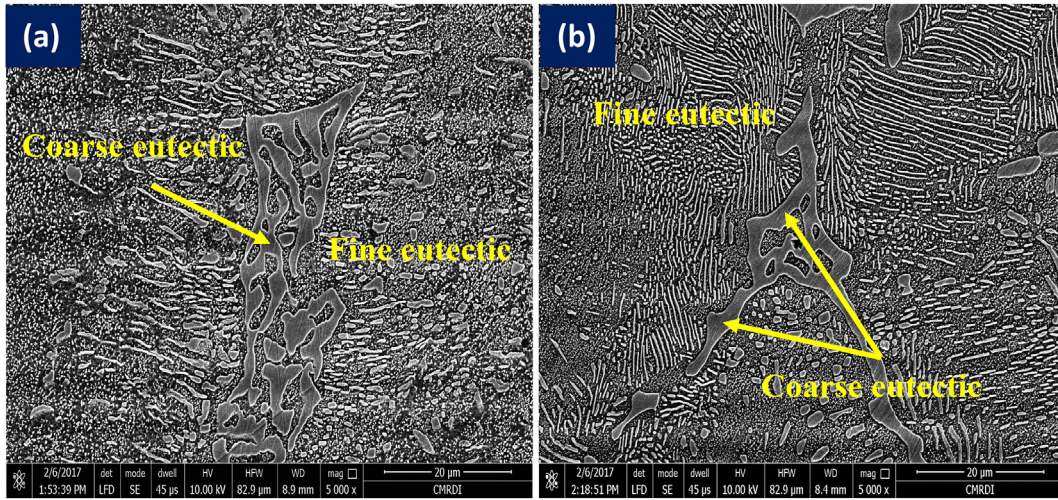 (a)
Coarse eutectic
Fine eutectic
2/6/2017 det mode dwell HV HFW WD mag 20 µm
1:53:39 PM LFD SE 45 µs 10.00 kV 82.9 µm 8.9 mm 5 000 x CMRDI
(b)
Fine eutectic
Coarse eutectic
2/6/2017 det mode dwell HV HFW WD mag 20 µm
2:18:51 PM LFD SE 45 µs 10.00 kV 82.9 µm 8.4 mm 5 000 x CMRDI